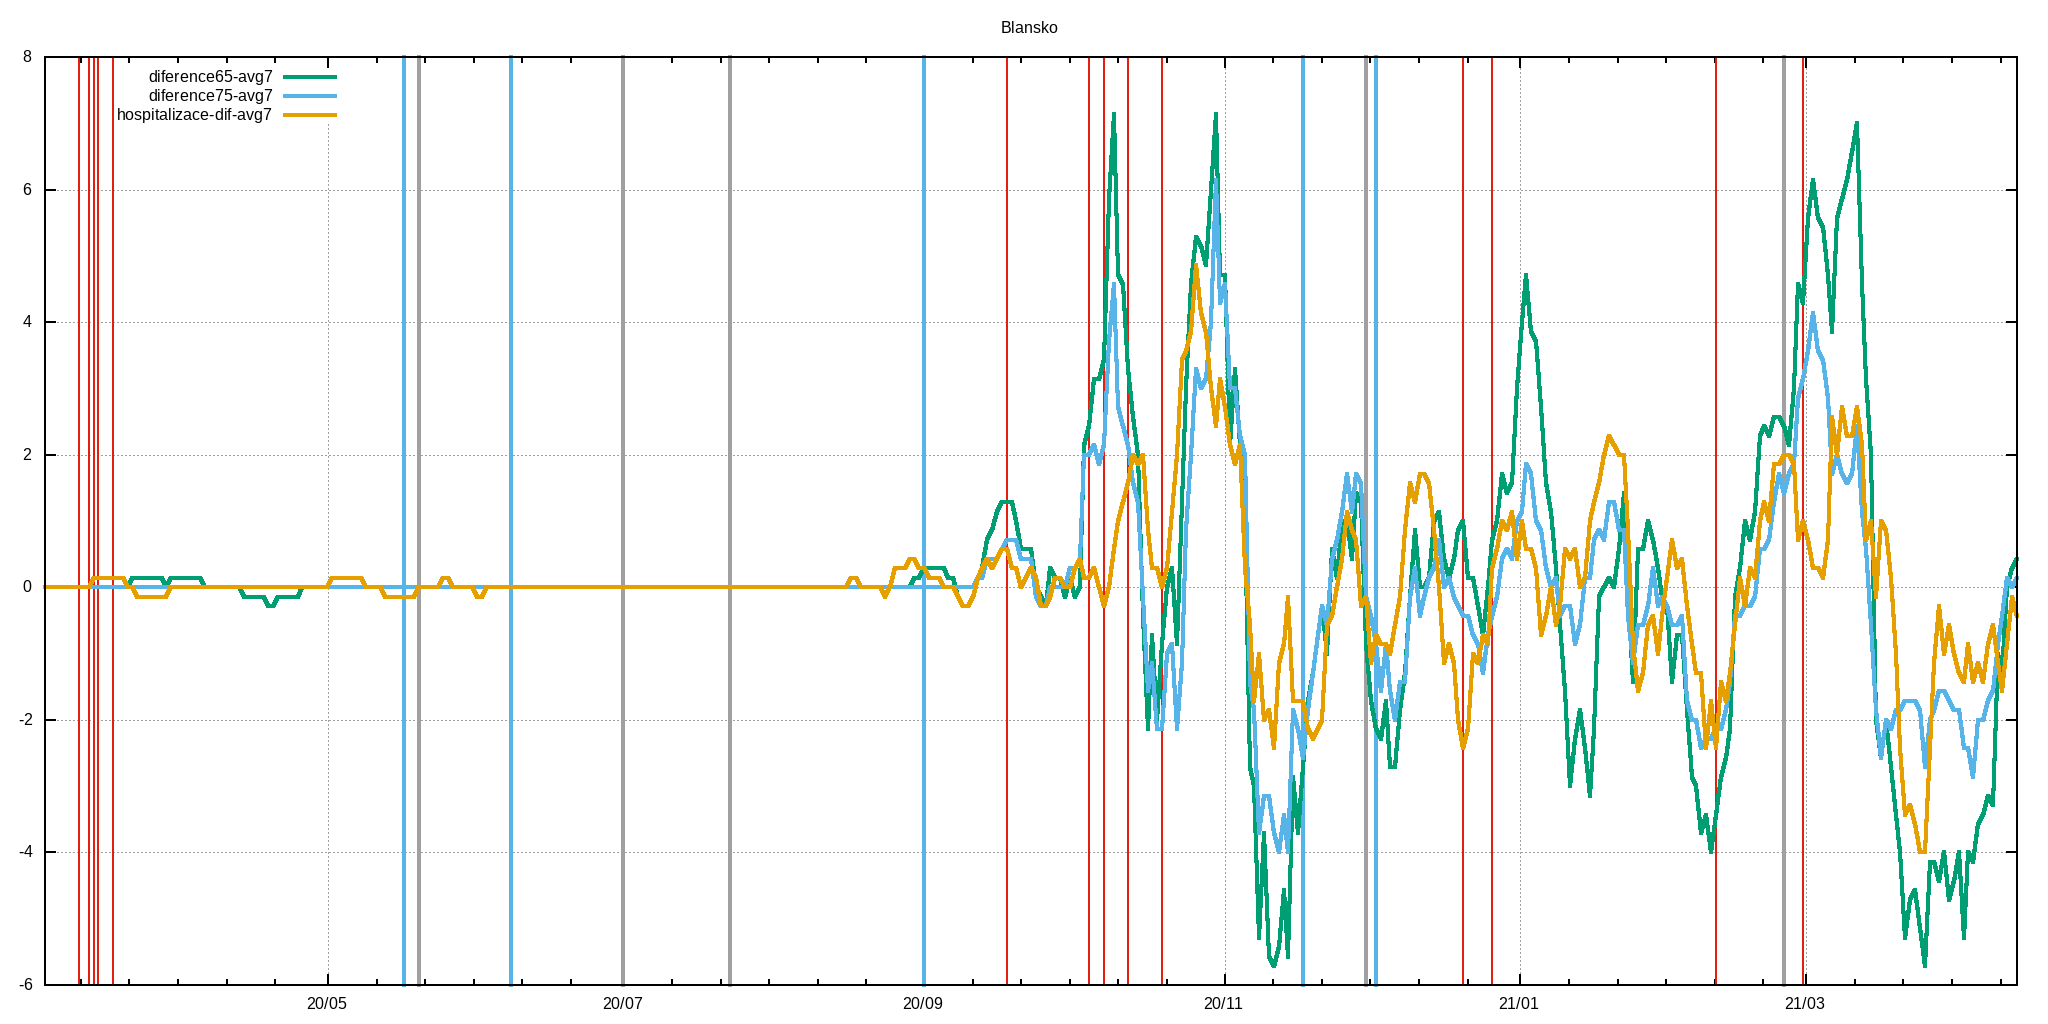 Blansko
8
diference65-avg7
diference75-avg7
hospitalizace-dif-avg7
6
4
2
0
-2
-4
-6
20/05 20/07 20/09 20/11 21/01 21/03